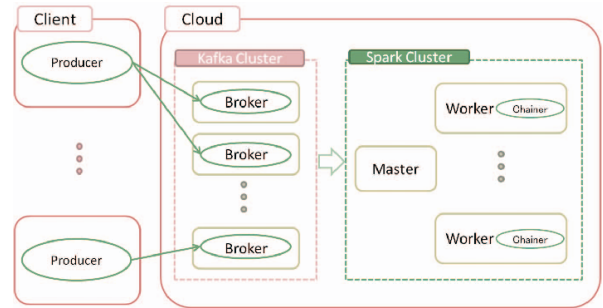 Client
Cloud
Producer
Kafka Cluster
Spark Cluster
Broker
Worker
Chainer
Broker
Master
Producer
Broker
Worker
Chainer